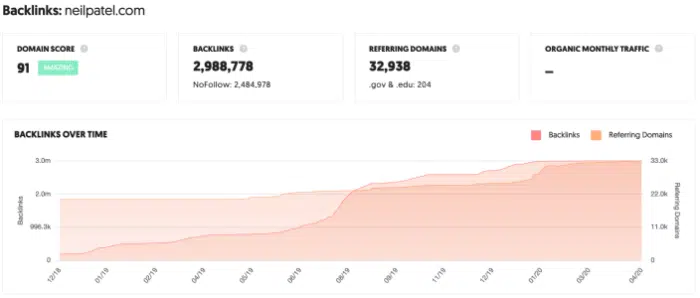 Backlinks: neilpatel.com
DOMAIN SCORE ?
91 AMAZING
BACKLINKS ?
2,988,778
NoFollow: 2,484,978
REFERRING DOMAINS ?
32,938
.gov & .edu: 204
ORGANIC MONTHLY TRAFFIC ?
–
BACKLINKS OVER TIME
Backlinks Referring Domains
3.0m
2.0m
996.3k
0
Backlinks
33.0k
22.0k
11.0k
0
Referring Domains
12/18 01/19 02/19 04/19 05/19 06/19 08/19 09/19 11/19 12/19 01/20 03/20 04/20